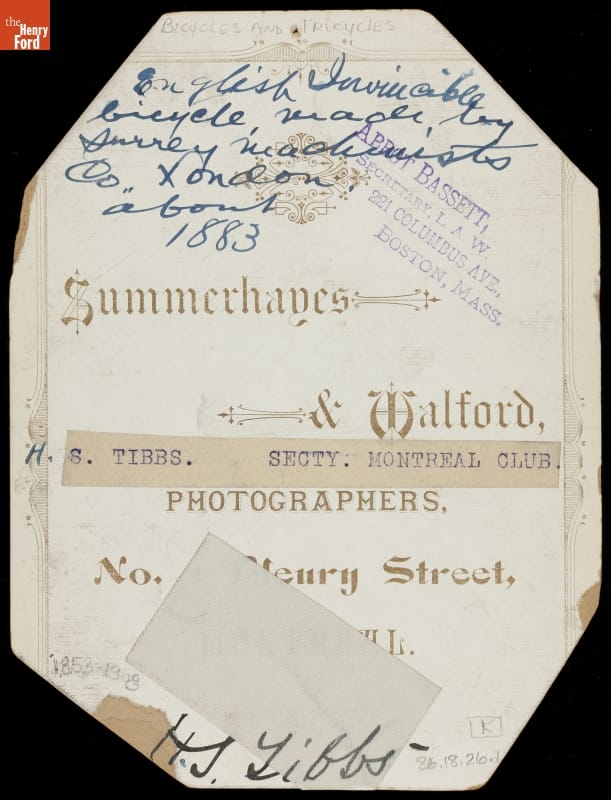 the
Henry
Ford
BICYCLES AND TRICYCLES
English Invincible
bicycle made by
Surrey machinists
Co London
about
1883
ABBOT BASSETT,
SECRETARY, L. A. W.
221 COLUMBUS AVE.,
BOSTON, MASS.
Summerhayes
& Walford,
H. S. TIBBS. SECTY: MONTREAL CLUB.
PHOTOGRAPHERS,
No. Bleury Street,
H.S. Tibbs
K
86.18.26.1